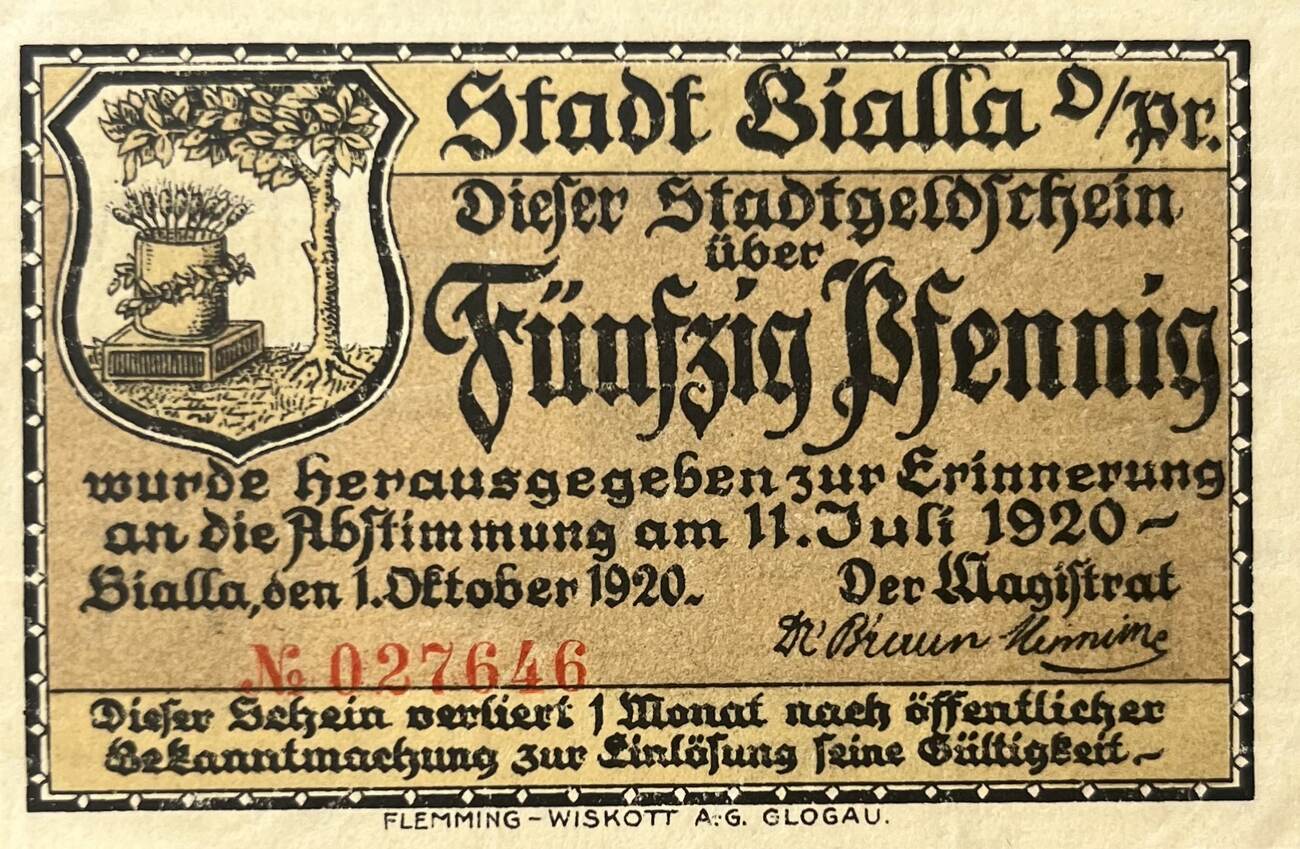 Stadt Bialla O/Pr.
Dieser Stadtgeldschein
über
Fünfzig Pfennig
wurde herausgegeben zur Erinnerung
an die Abstimmung am 11. Juli 1920 -
Bialla, den 1. Oktober 1920.
Der Magistrat
Dr Braun
№ 027646
Dieser Schein verliert 1 Monat nach öffentlicher
Bekanntmachung zur Einlösung seine Gültigkeit.-
FLEMMING-WISKOTT A.-G. GLOGAU.